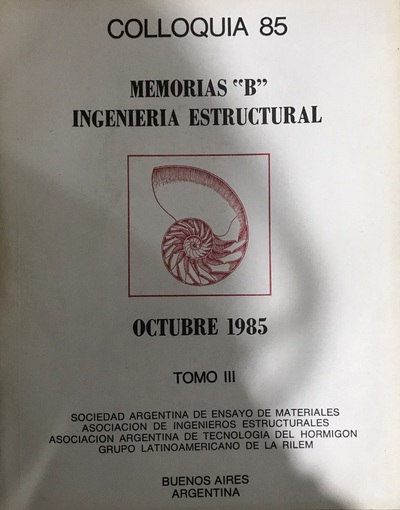 COLLOQUIA 85
MEMORIAS "B"
INGENIERIA ESTRUCTURAL
OCTUBRE 1985
TOMO III
SOCIEDAD ARGENTINA DE ENSAYO DE MATERIALES
ASOCIACION DE INGENIEROS ESTRUCTURALES
ASOCIACION ARGENTINA DE TECNOLOGIA DEL HORMIGON
GRUPO LATINOAMERICANO DE LA RILEM
BUENOS AIRES
ARGENTINA